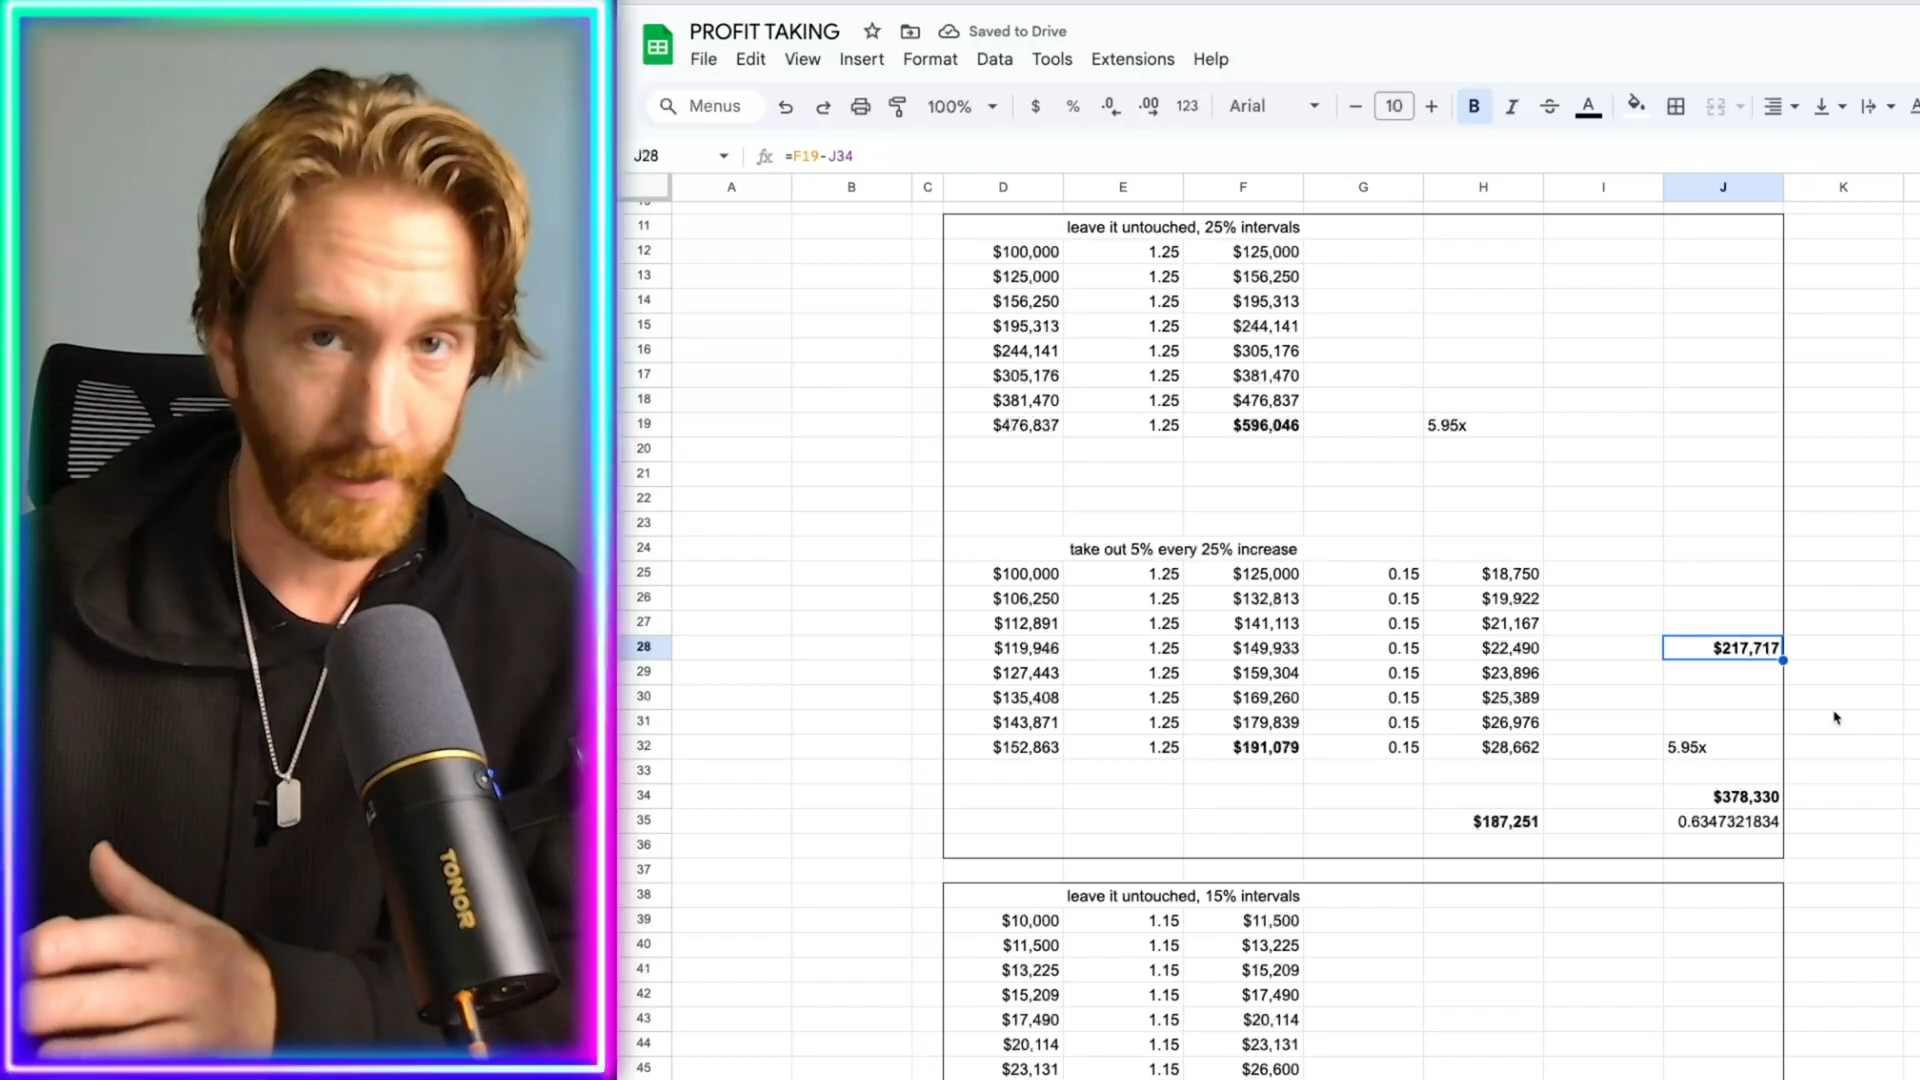 PROFIT TAKING Saved to Drive
File Edit View Insert Format Data Tools Extensions Help
Menus 100% $ % .0 .00 123 Arial 10 B I A
J28 fx =F19-J34
A B C D E F G H I J K
11 leave it untouched, 25% intervals
12 $100,000 1.25 $125,000
13 $125,000 1.25 $156,250
14 $156,250 1.25 $195,313
15 $195,313 1.25 $244,141
16 $244,141 1.25 $305,176
17 $305,176 1.25 $381,470
18 $381,470 1.25 $476,837
19 $476,837 1.25 $596,046 5.95x
20
21
22
23
24 take out 5% every 25% increase
25 $100,000 1.25 $125,000 0.15 $18,750
26 $106,250 1.25 $132,813 0.15 $19,922
27 $112,891 1.25 $141,113 0.15 $21,167
28 $119,946 1.25 $149,933 0.15 $22,490 $217,717
29 $127,443 1.25 $159,304 0.15 $23,896
30 $135,408 1.25 $169,260 0.15 $25,389
31 $143,871 1.25 $179,839 0.15 $26,976
32 $152,863 1.25 $191,079 0.15 $28,662 5.95x
33
34 $378,330
35 $187,251 0.6347321834
36
37
38 leave it untouched, 15% intervals
39 $10,000 1.15 $11,500
40 $11,500 1.15 $13,225
41 $13,225 1.15 $15,209
42 $15,209 1.15 $17,490
43 $17,490 1.15 $20,114
44 $20,114 1.15 $23,131
45 $23,131 1.15 $26,600
TONOR